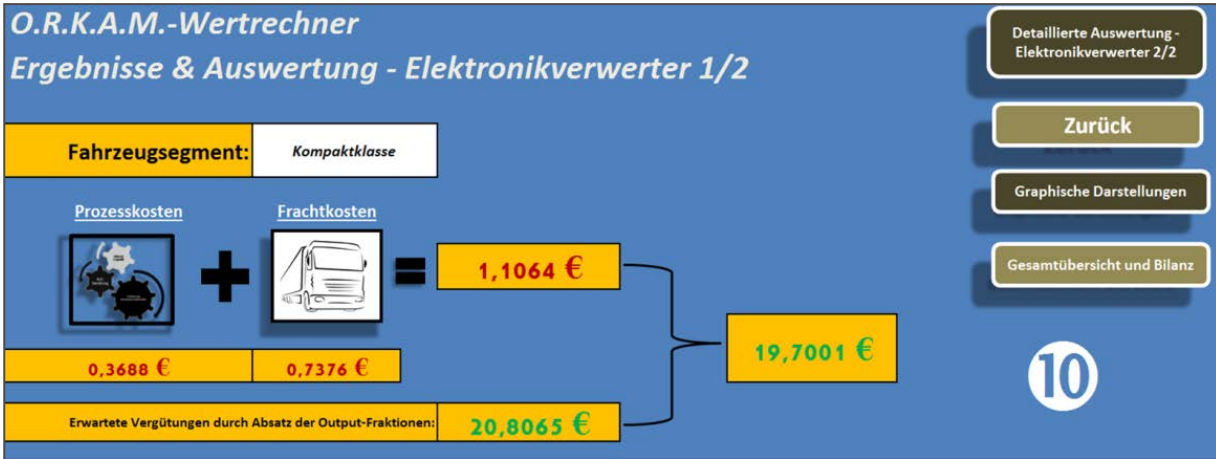 O.R.K.A.M.-Wertrechner
Ergebnisse & Auswertung - Elektronikverwerter 1/2
Detaillierte Auswertung -
Elektronikverwerter 2/2
Zurück
Graphische Darstellungen
Gesamtübersicht und Bilanz
Fahrzeugsegment:
Kompaktklasse
Prozesskosten
Frachtkosten
1,1064 €
0,3688 €
0,7376 €
19,7001 €
Erwartete Vergütungen durch Absatz der Output-Fraktionen:
20,8065 €
10